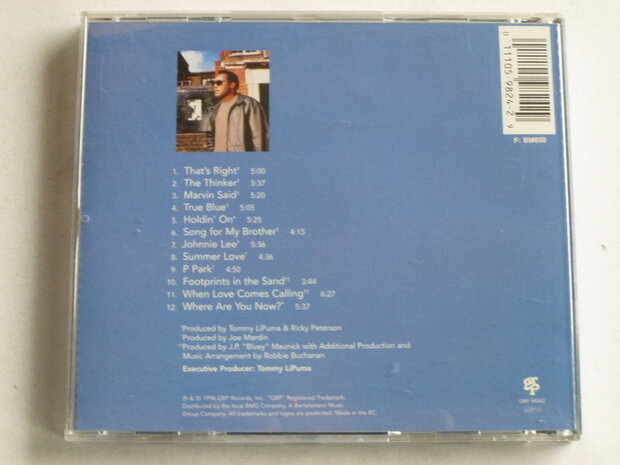 0 11105-9824-2 9
F: BM650
1. That's Right† 5:00
2. The Thinker† 5:37
3. Marvin Said† 5:20
4. True Blue† 5:05
5. Holdin' On* 5:25
6. Song for My Brother† 4:15
7. Johnnie Lee† 5:36
8. Summer Love* 4:36
9. P Park† 4:50
10. Footprints in the Sand†† 3:44
11. When Love Comes Calling†† 6:27
12. Where Are You Now?* 5:37
Produced by Tommy LiPuma & Ricky Peterson
Produced by Joe Mardin
††Produced by J.P. "Bluey" Maunick with Additional Production and
Music Arrangement by Robbie Buchanan
Executive Producer: Tommy LiPuma
℗ & © 1996 GRP Records, Inc. "GRP" Registered Trademark.
Distributed by the local BMG Company. A Bertelsmann Music
Group Company. All trademarks and logos are protected. Made in the EC.
GRP
GRP 98242